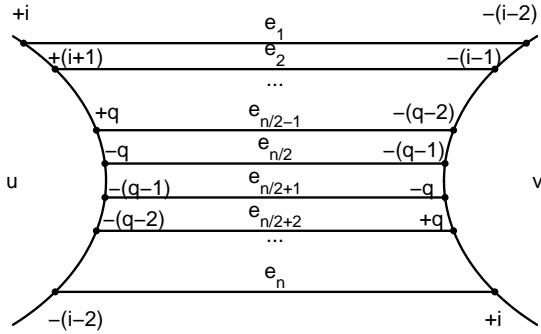 +i e₁ −(i−2)
+(i+1) e₂ −(i−1)
...
+q eₙ/₂₋₁ −(q−2)
−q eₙ/₂ −(q−1)
u −(q−1) eₙ/₂₊₁ −q v
−(q−2) eₙ/₂₊₂ +q
...
eₙ
−(i−2) +i